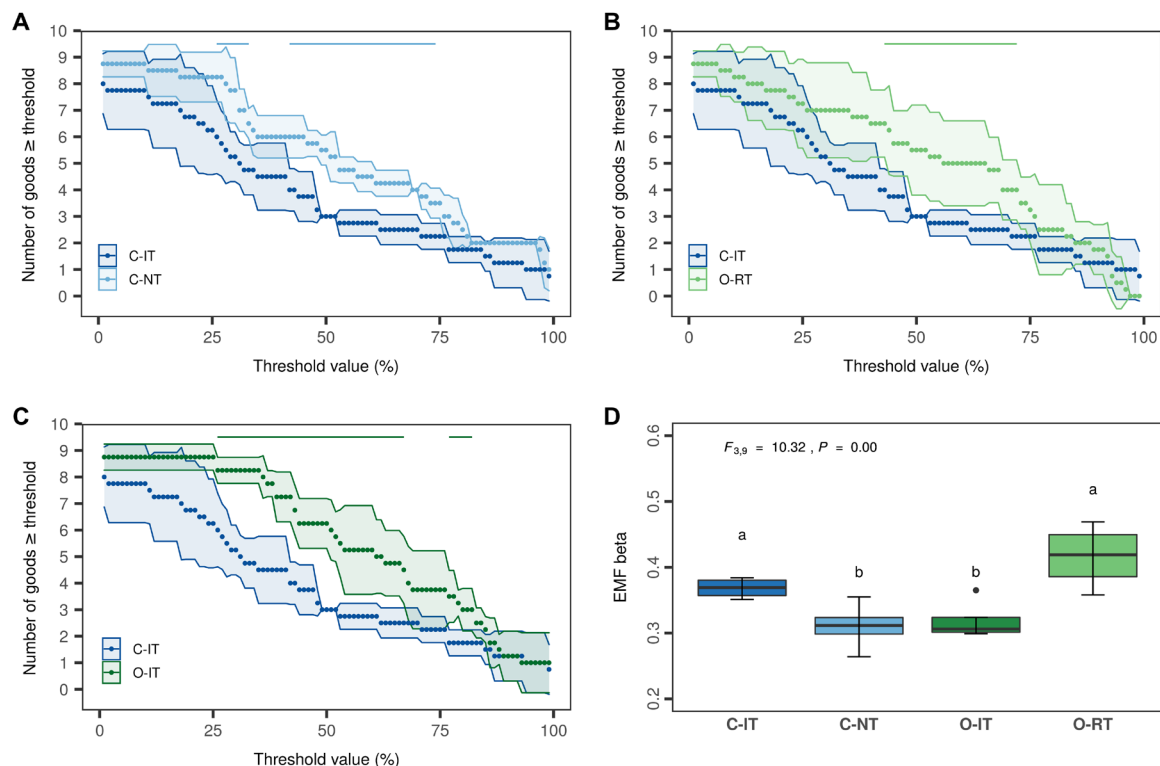 A
Number of goods ≥ threshold
10
9
8
7
6
5
4
3
2
1
0
C-IT
C-NT
0 25 50 75 100
Threshold value (%)
B
Number of goods ≥ threshold
10
9
8
7
6
5
4
3
2
1
0
C-IT
O-RT
0 25 50 75 100
Threshold value (%)
C
Number of goods ≥ threshold
10
9
8
7
6
5
4
3
2
1
0
C-IT
O-IT
0 25 50 75 100
Threshold value (%)
D
EMF beta
0.6
0.5
0.4
0.3
0.2
F3,9 = 10.32 , P = 0.00
a
b
b
a
C-IT C-NT O-IT O-RT